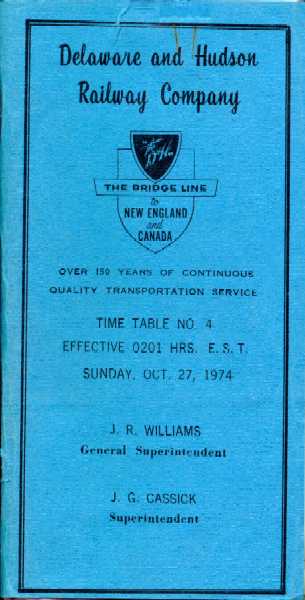 Delaware and Hudson
Railway Company
D&H
THE BRIDGE LINE
to
NEW ENGLAND
and
CANADA
OVER 150 YEARS OF CONTINUOUS
QUALITY TRANSPORTATION SERVICE
TIME TABLE NO. 4
EFFECTIVE 0201 HRS. E.S.T.
SUNDAY, OCT. 27, 1974
J. R. WILLIAMS
General Superintendent
J. G. CASSICK
Superintendent